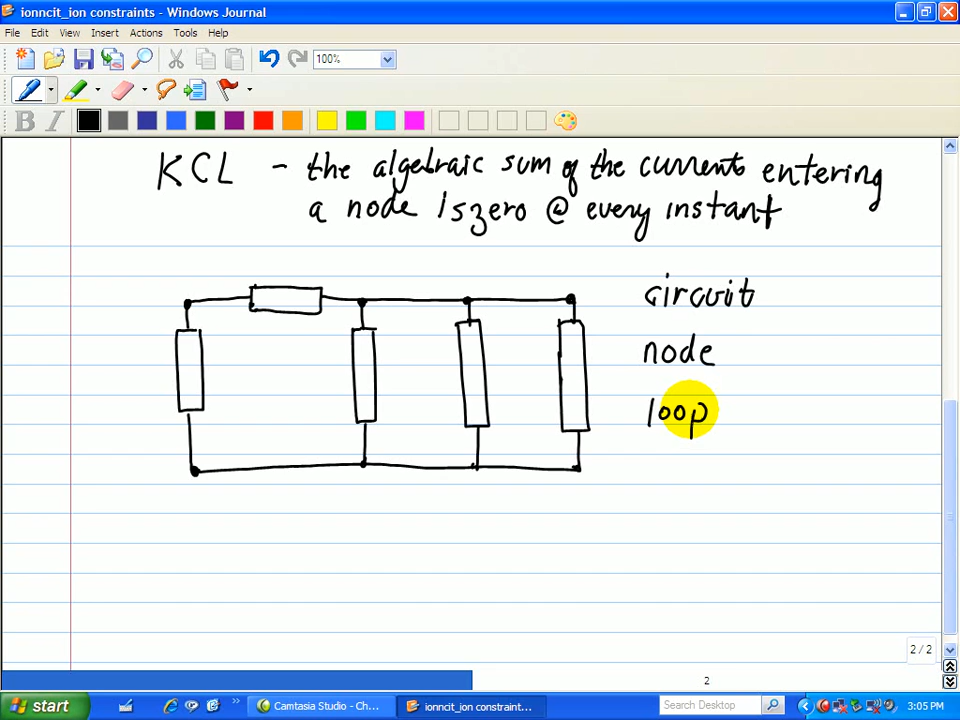 ionncit_ion constraints - Windows Journal
File Edit View Insert Actions Tools Help
100%
B I
KCL - the algebraic sum of the currents entering
a node is zero @ every instant
circuit
node
loop
2 / 2
2
start
Camtasia Studio - Ch...
ionncit_ion constraint...
Search Desktop
3:05 PM